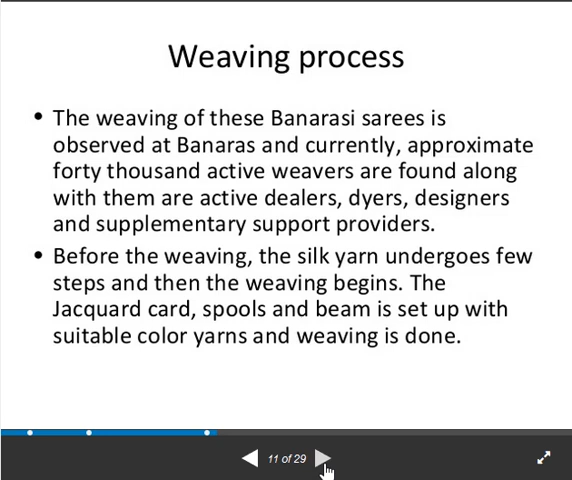 Weaving process
• The weaving of these Banarasi sarees is
observed at Banaras and currently, approximate
forty thousand active weavers are found along
with them are active dealers, dyers, designers
and supplementary support providers.
• Before the weaving, the silk yarn undergoes few
steps and then the weaving begins. The
Jacquard card, spools and beam is set up with
suitable color yarns and weaving is done.
11 of 29